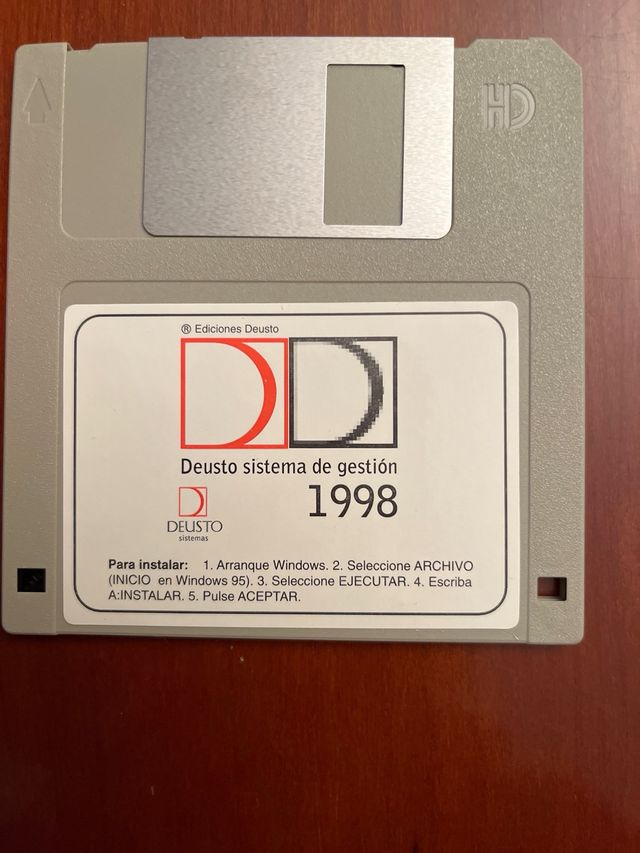 HD
® Ediciones Deusto
Deusto sistema de gestión
1998
DEUSTO
sistemas
Para instalar: 1. Arranque Windows. 2. Seleccione ARCHIVO
(INICIO en Windows 95). 3. Seleccione EJECUTAR. 4. Escriba
A:INSTALAR. 5. Pulse ACEPTAR.